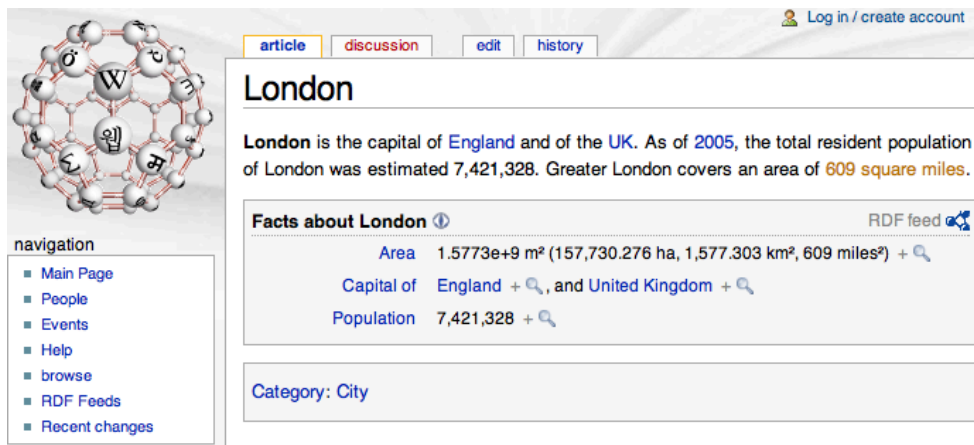 Log in / create account
article discussion edit history
London
London is the capital of England and of the UK. As of 2005, the total resident population
of London was estimated 7,421,328. Greater London covers an area of 609 square miles.
Facts about London RDF feed
Area 1.5773e+9 m² (157,730.276 ha, 1,577.303 km², 609 miles²) +
Capital of England + , and United Kingdom +
Population 7,421,328 +
Category: City
Ö
W
M
navigation
Main Page
People
Events
Help
browse
RDF Feeds
Recent changes